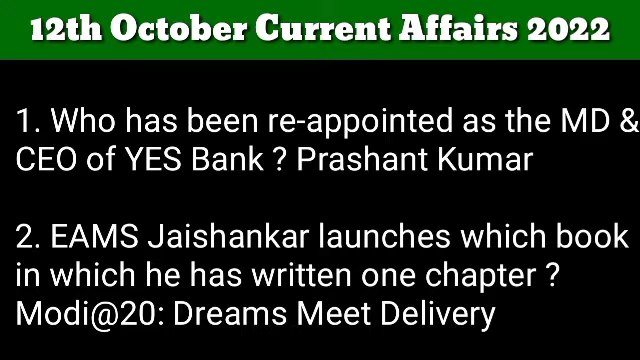 12th October Current Affairs 2022
1. Who has been re-appointed as the MD &
CEO of YES Bank ? Prashant Kumar
2. EAMS Jaishankar launches which book
in which he has written one chapter ?
Modi@20: Dreams Meet Delivery